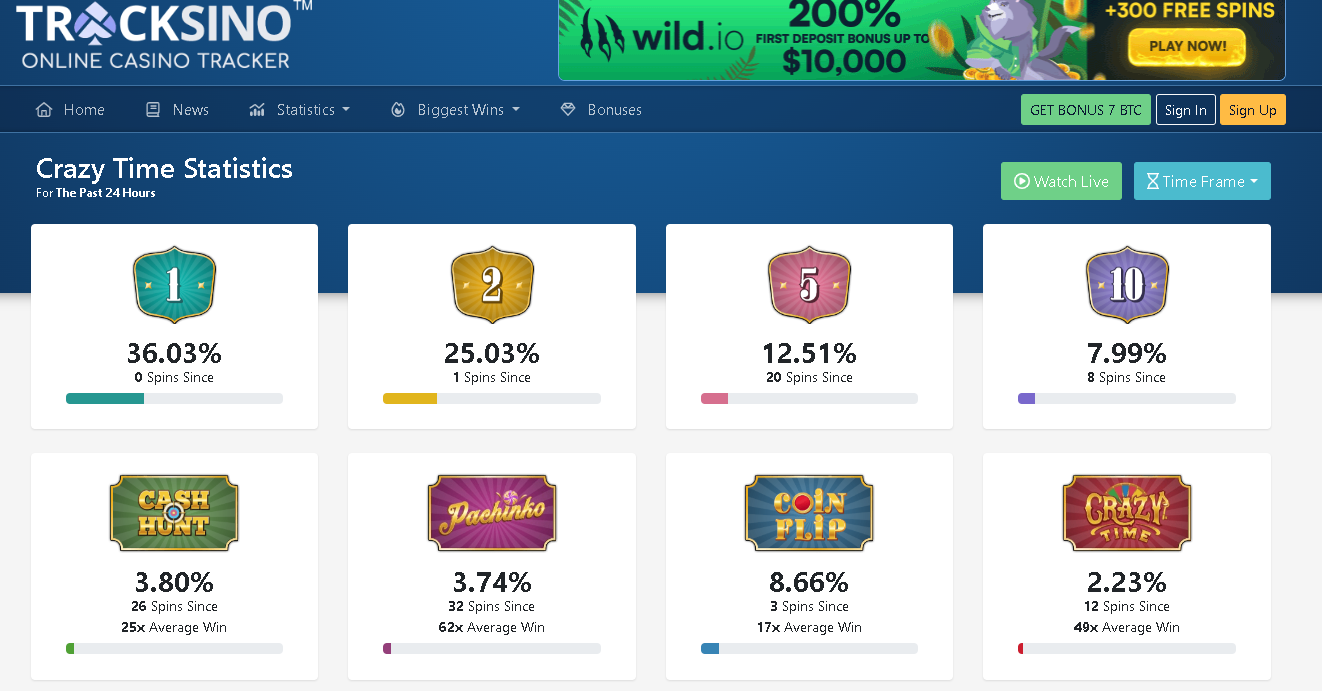 TRACKSINO™
ONLINE CASINO TRACKER
wild.io
200%
FIRST DEPOSIT BONUS UP TO
$10,000
+300 FREE SPINS
PLAY NOW!
Home News Statistics Biggest Wins Bonuses GET BONUS 7 BTC Sign In Sign Up
Crazy Time Statistics
For The Past 24 Hours
Watch Live Time Frame
1
36.03%
0 Spins Since
2
25.03%
1 Spins Since
5
12.51%
20 Spins Since
10
7.99%
8 Spins Since
CASH
HUNT
3.80%
26 Spins Since
25x Average Win
Pachinko
3.74%
32 Spins Since
62x Average Win
COIN
FLIP
8.66%
3 Spins Since
17x Average Win
CRAZY
TIME
2.23%
12 Spins Since
49x Average Win